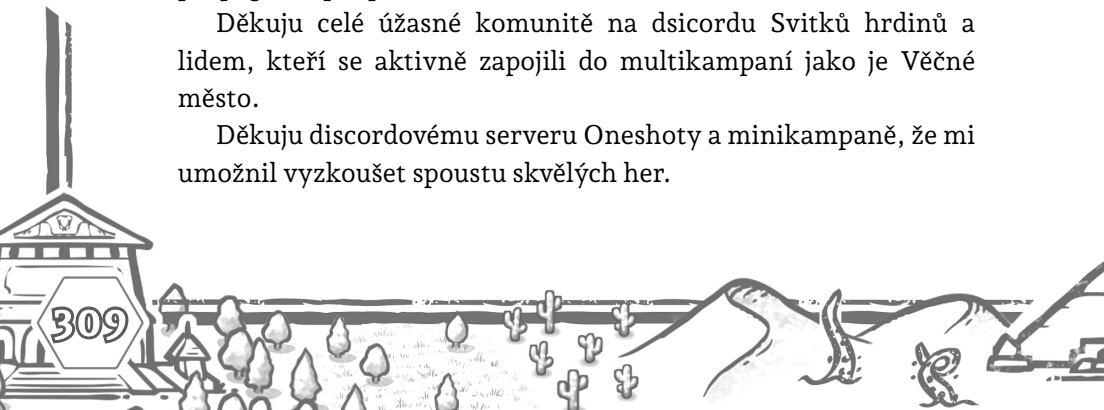 Děkuju celé úžasné komunitě na dsicordu Svitků hrdinů a
lidem, kteří se aktivně zapojili do multikampaní jako je Věčné
město.
Děkuju discordovému serveru Oneshoty a minikampaně, že mi
umožnil vyzkoušet spoustu skvělých her.
309